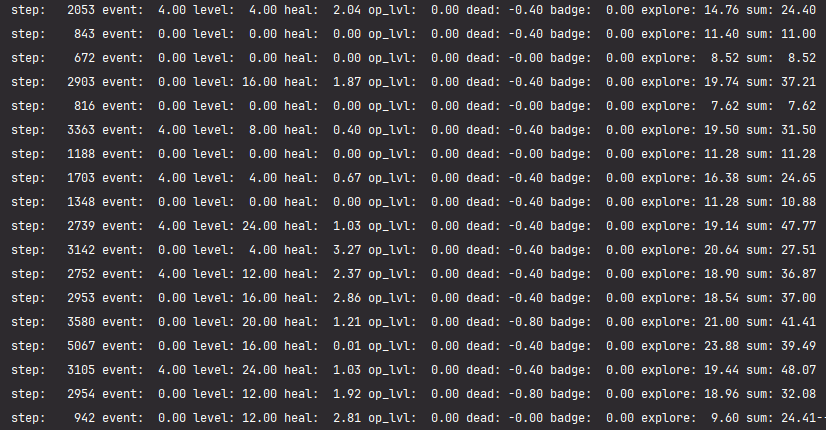 step:   2053 event:  4.00 level:  4.00 heal:  2.04 op_lvl:  0.00 dead: -0.40 badge:  0.00 explore: 14.76 sum: 24.40
step:    843 event:  0.00 level:  0.00 heal:  0.00 op_lvl:  0.00 dead: -0.40 badge:  0.00 explore: 11.40 sum: 11.00
step:    672 event:  0.00 level:  0.00 heal:  0.00 op_lvl:  0.00 dead: -0.00 badge:  0.00 explore:  8.52 sum:  8.52
step:   2903 event:  0.00 level: 16.00 heal:  1.87 op_lvl:  0.00 dead: -0.40 badge:  0.00 explore: 19.74 sum: 37.21
step:    816 event:  0.00 level:  0.00 heal:  0.00 op_lvl:  0.00 dead: -0.00 badge:  0.00 explore:  7.62 sum:  7.62
step:   3363 event:  4.00 level:  8.00 heal:  0.40 op_lvl:  0.00 dead: -0.40 badge:  0.00 explore: 19.50 sum: 31.50
step:   1188 event:  0.00 level:  0.00 heal:  0.00 op_lvl:  0.00 dead: -0.00 badge:  0.00 explore: 11.28 sum: 11.28
step:   1703 event:  4.00 level:  4.00 heal:  0.67 op_lvl:  0.00 dead: -0.40 badge:  0.00 explore: 16.38 sum: 24.65
step:   1348 event:  0.00 level:  0.00 heal:  0.00 op_lvl:  0.00 dead: -0.40 badge:  0.00 explore: 11.28 sum: 10.88
step:   2739 event:  4.00 level: 24.00 heal:  1.03 op_lvl:  0.00 dead: -0.40 badge:  0.00 explore: 19.14 sum: 47.77
step:   3142 event:  0.00 level:  4.00 heal:  3.27 op_lvl:  0.00 dead: -0.40 badge:  0.00 explore: 20.64 sum: 27.51
step:   2752 event:  4.00 level: 12.00 heal:  2.37 op_lvl:  0.00 dead: -0.40 badge:  0.00 explore: 18.90 sum: 36.87
step:   2953 event:  0.00 level: 16.00 heal:  2.86 op_lvl:  0.00 dead: -0.40 badge:  0.00 explore: 18.54 sum: 37.00
step:   3580 event:  0.00 level: 20.00 heal:  1.21 op_lvl:  0.00 dead: -0.80 badge:  0.00 explore: 21.00 sum: 41.41
step:   5067 event:  0.00 level: 16.00 heal:  0.01 op_lvl:  0.00 dead: -0.40 badge:  0.00 explore: 23.88 sum: 39.49
step:   3105 event:  4.00 level: 24.00 heal:  1.03 op_lvl:  0.00 dead: -0.40 badge:  0.00 explore: 19.44 sum: 48.07
step:   2954 event:  0.00 level: 12.00 heal:  1.92 op_lvl:  0.00 dead: -0.80 badge:  0.00 explore: 18.96 sum: 32.08
step:    942 event:  0.00 level: 12.00 heal:  2.81 op_lvl:  0.00 dead: -0.00 badge:  0.00 explore:  9.60 sum: 24.41--